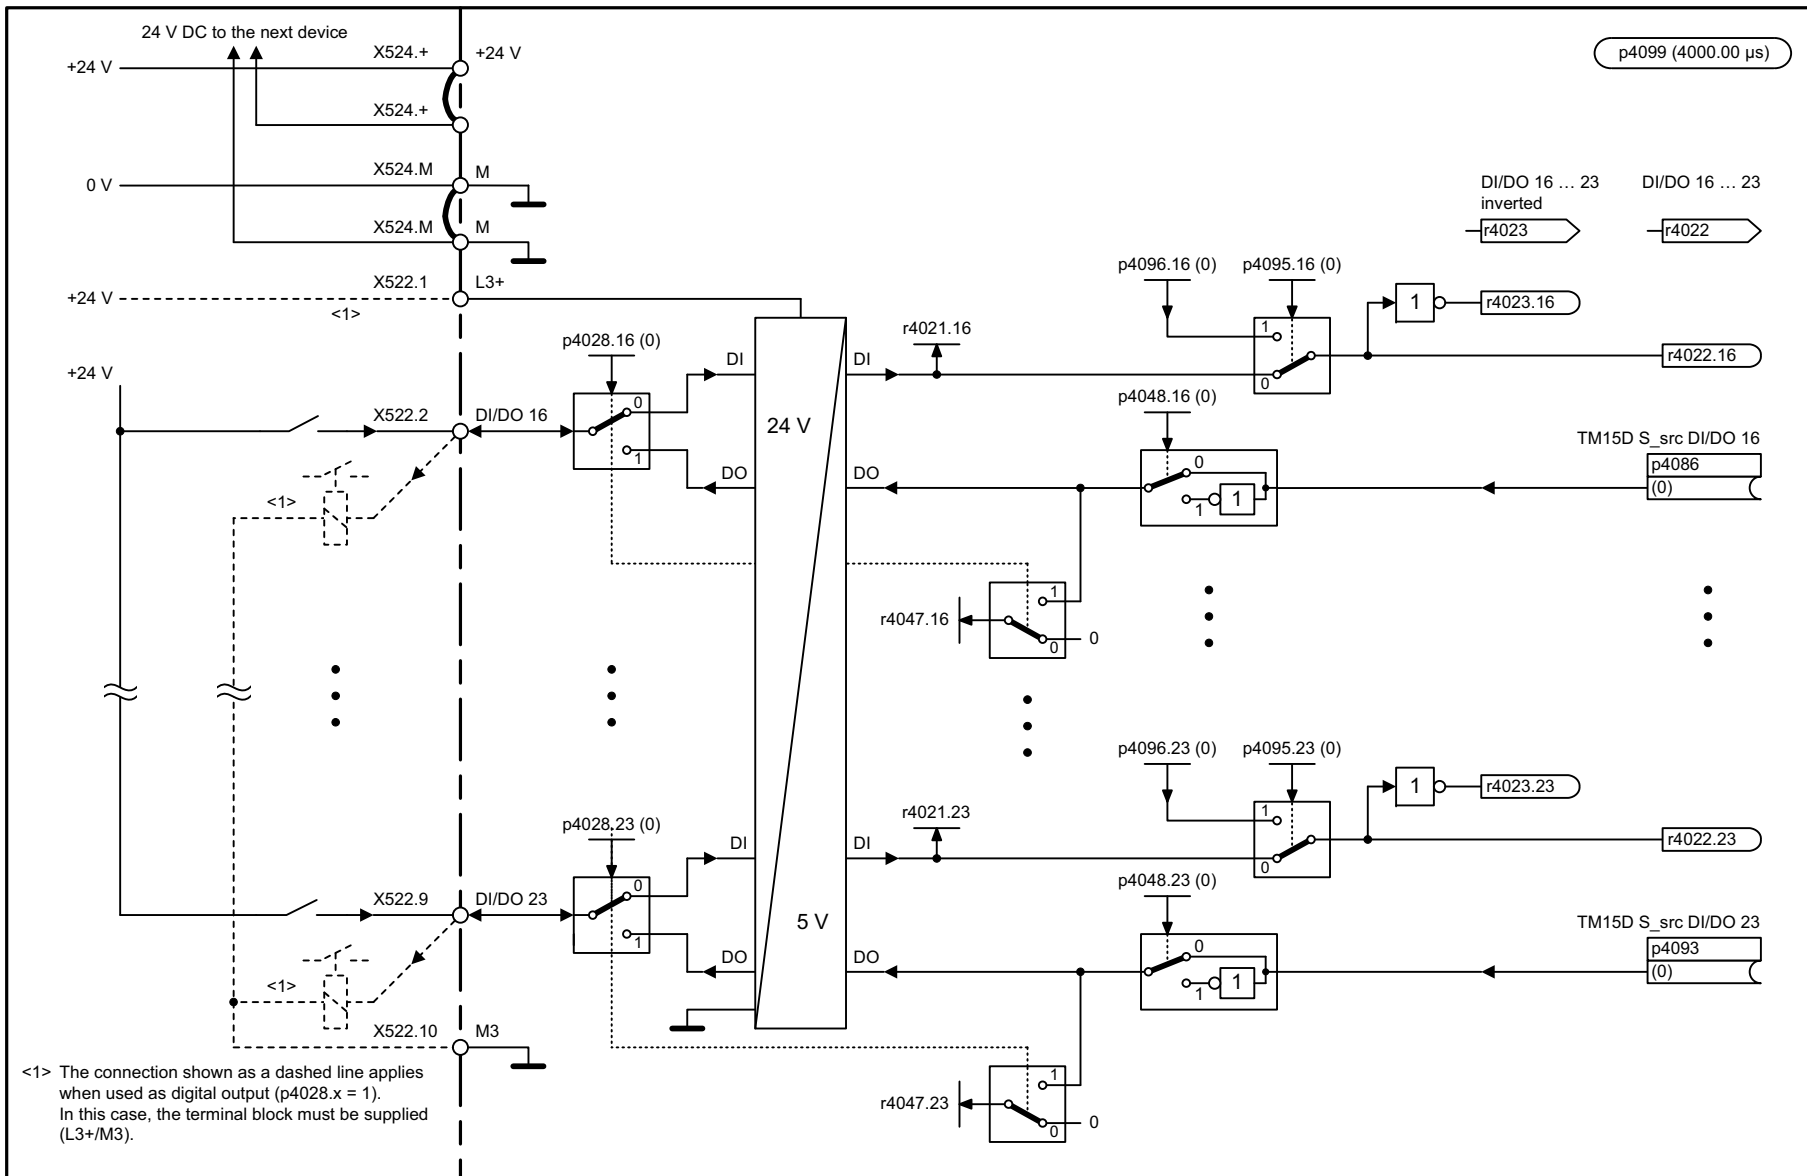 24 V DC to the next device
X524.+
+24 V
+24 V
p4099 (4000.00 µs)
X524.+
X524.M
M
0 V
DI/DO 16 … 23
inverted
r4023
DI/DO 16 … 23
r4022
X524.M
M
X522.1
L3+
+24 V
<1>
p4096.16 (0)
p4095.16 (0)
1
r4023.16
p4028.16 (0)
r4021.16
1
0
r4022.16
DI
DI
+24 V
X522.2
DI/DO 16
0
1
24 V
p4048.16 (0)
TM15D S_src DI/DO 16
p4086
(0)
DO
DO
0
1
1
<1>
r4047.16
1
0
0
p4096.23 (0)
p4095.23 (0)
1
r4023.23
p4028.23 (0)
r4021.23
1
0
r4022.23
DI
DI
X522.9
DI/DO 23
0
1
5 V
p4048.23 (0)
TM15D S_src DI/DO 23
p4093
(0)
DO
DO
0
1
1
<1>
X522.10
M3
r4047.23
1
0
0
<1> The connection shown as a dashed line applies
when used as digital output (p4028.x = 1).
In this case, the terminal block must be supplied
(L3+/M3).